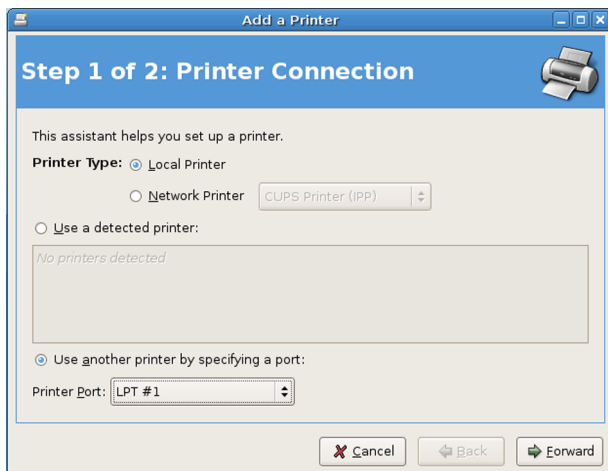 Add a Printer
Step 1 of 2: Printer Connection
This assistant helps you set up a printer.
Printer Type: Local Printer
Network Printer CUPS Printer (IPP)
Use a detected printer:
No printers detected
Use another printer by specifying a port:
Printer Port: LPT #1
Cancel Back Forward